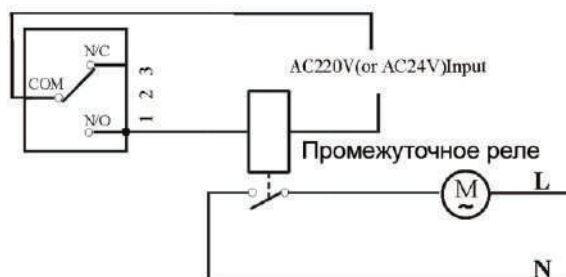 N/C
3
AC220V(or AC24V)Input
COM
2
N/O
1
Промежуточное реле
M
~
L
N